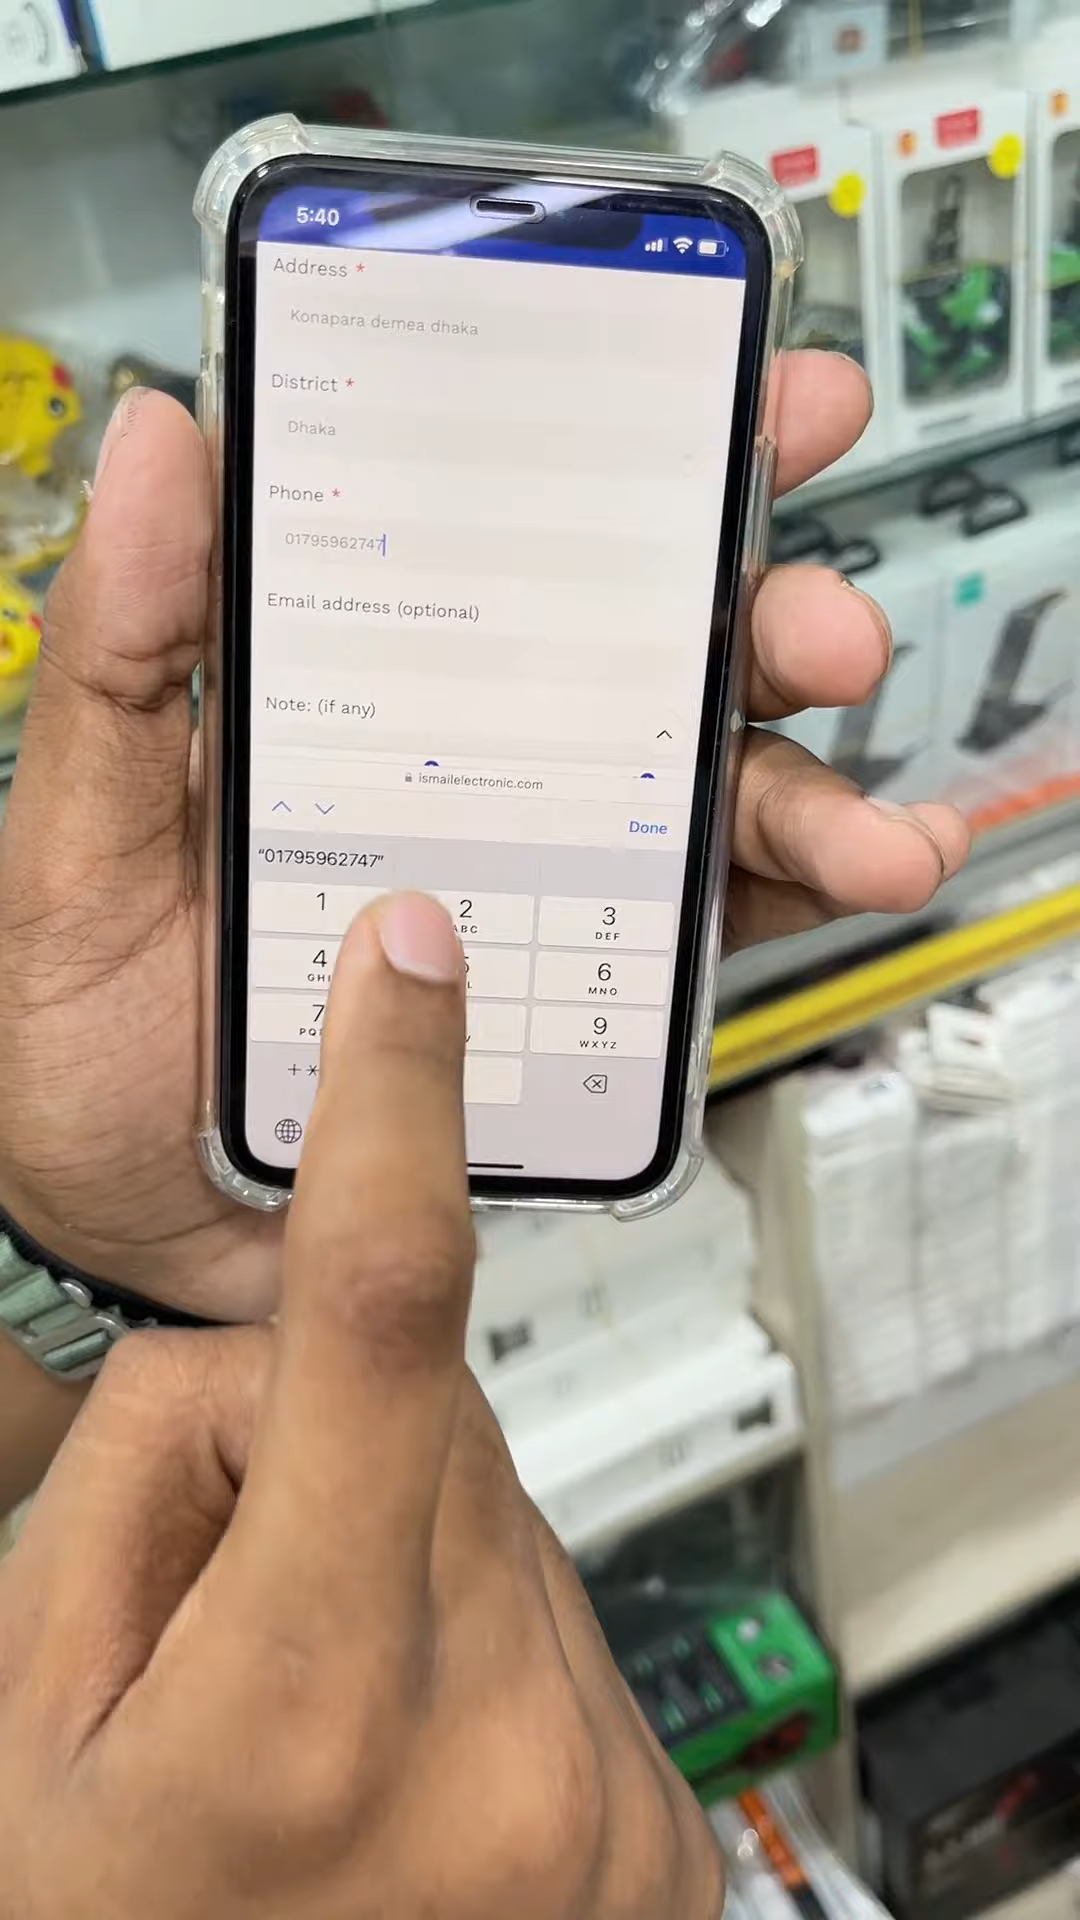 5:40
Address *
Konapara demea dhaka
District *
Dhaka
Phone *
01795962747
Email address (optional)
Note: (if any)
ismailelectronic.com
Done
"01795962747"
1
2
ABC
3
DEF
4
GHI
6
MNO
7
9
WXYZ
+ *